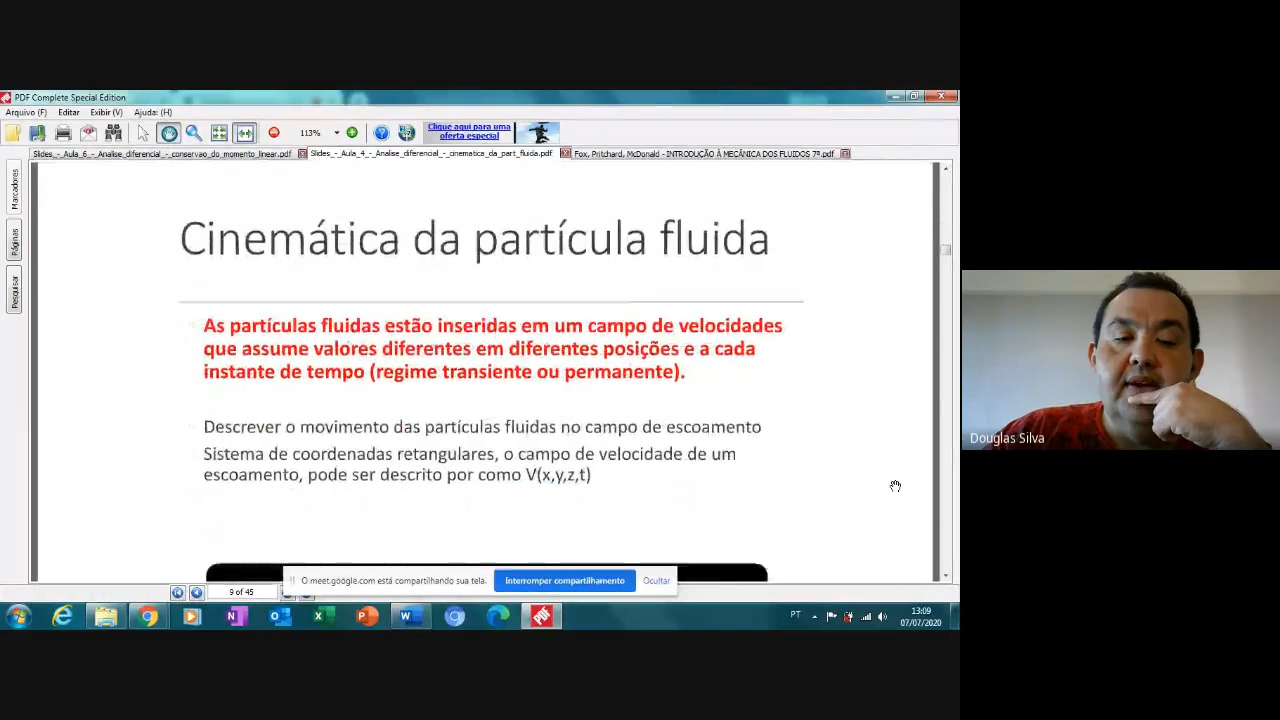 PDF Complete Special Edition
Arquivo (F) Editar Exibir (V) Ajuda: (H)
113%
Clique aqui para uma
oferta especial
Slides_-_Aula_6_-_Analise_diferencial_-_conservao_do_momento_linear.pdf
Slides_-_Aula_4_-_Analise_diferencial_-_cinematica_da_part_fluida.pdf
Fox, Pritchard, McDonald - INTRODUÇÃO À MECÂNICA DOS FLUIDOS 7ª.pdf
Marcadores
Páginas
Pesquisar
Cinemática da partícula fluida
As partículas fluidas estão inseridas em um campo de velocidades
que assume valores diferentes em diferentes posições e a cada
instante de tempo (regime transiente ou permanente).
Descrever o movimento das partículas fluidas no campo de escoamento
Sistema de coordenadas retangulares, o campo de velocidade de um
escoamento, pode ser descrito por como V(x,y,z,t)
Douglas Silva
O meet.google.com está compartilhando sua tela.
Interromper compartilhamento
Ocultar
9 of 45
PT
13:09
07/07/2020